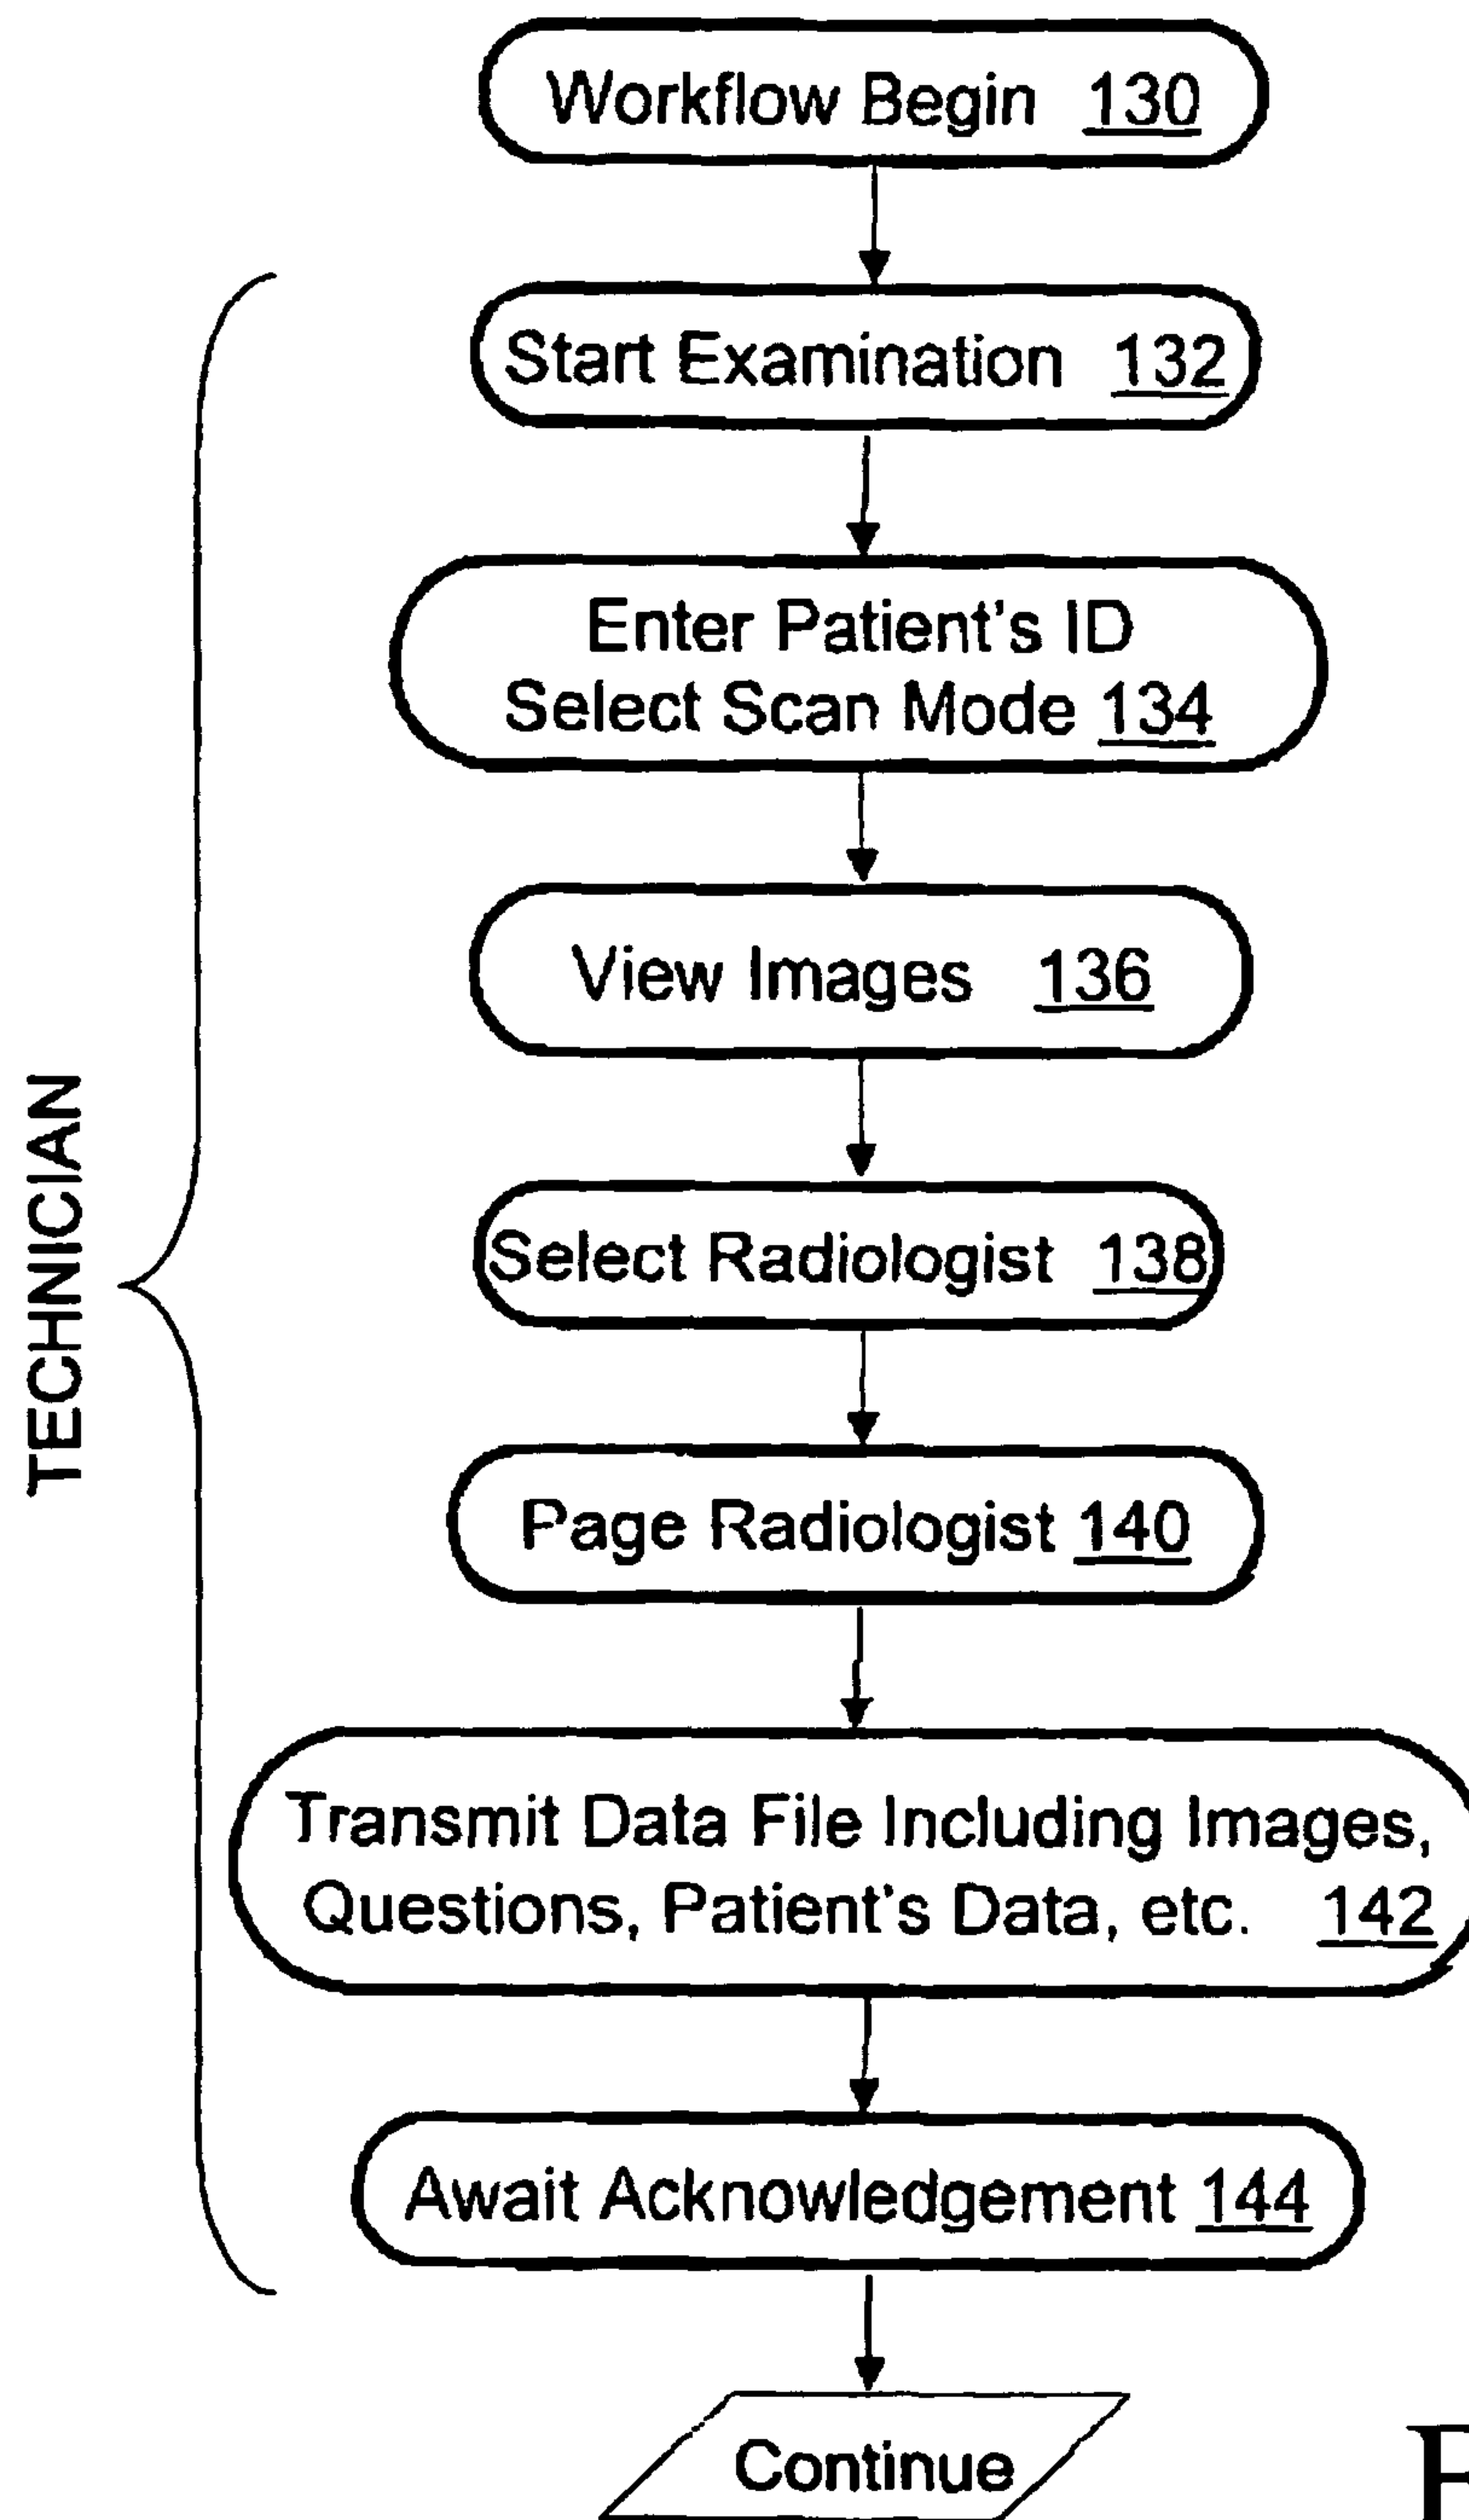 Workflow Begin 130
Start Examination 132
Enter Patient's ID
Select Scan Mode 134
View Images 136
Select Radiologist 138
Page Radiologist 140
Transmit Data File Including Images,
Questions, Patient's Data, etc. 142
Await Acknowledgement 144
Continue
TECHNICIAN